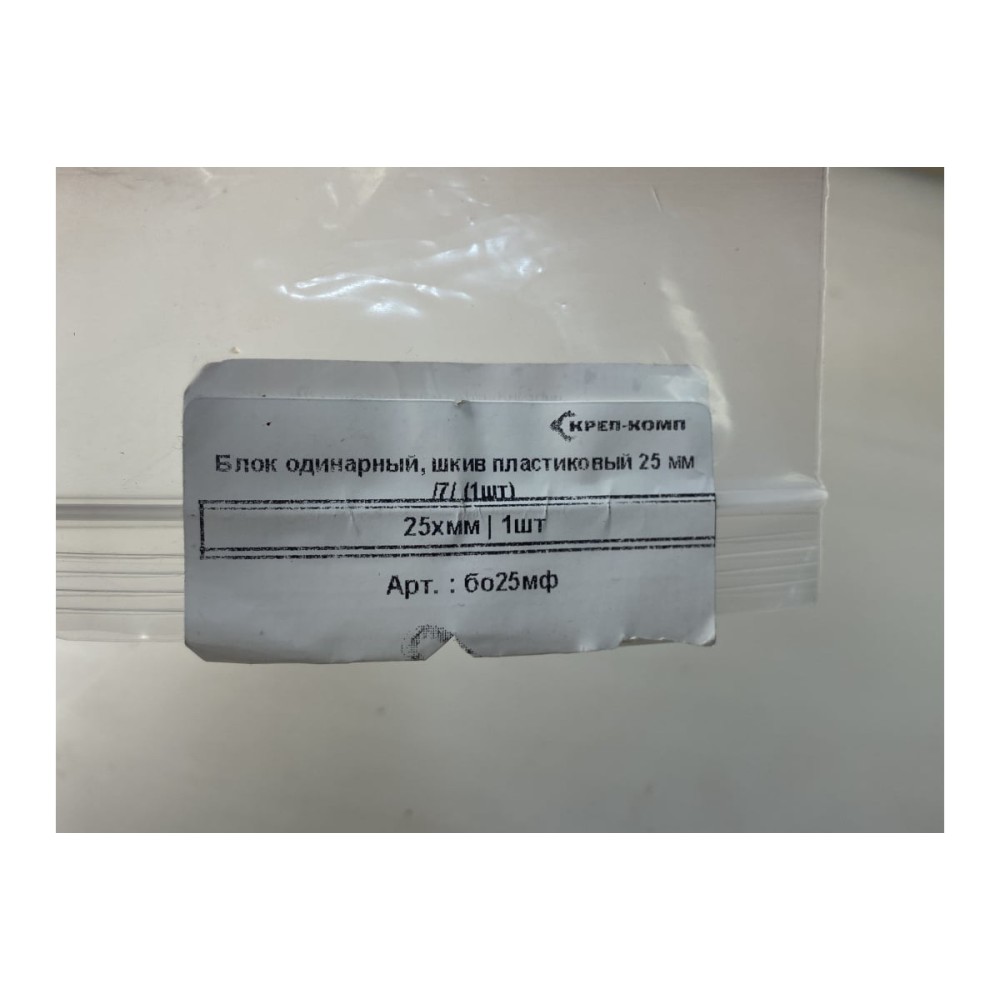 КРЕП-КОМП
Блок одинарный, шкив пластиковый 25 мм
/7/ (1шт)
25хмм | 1шт
Арт. : бо25мф